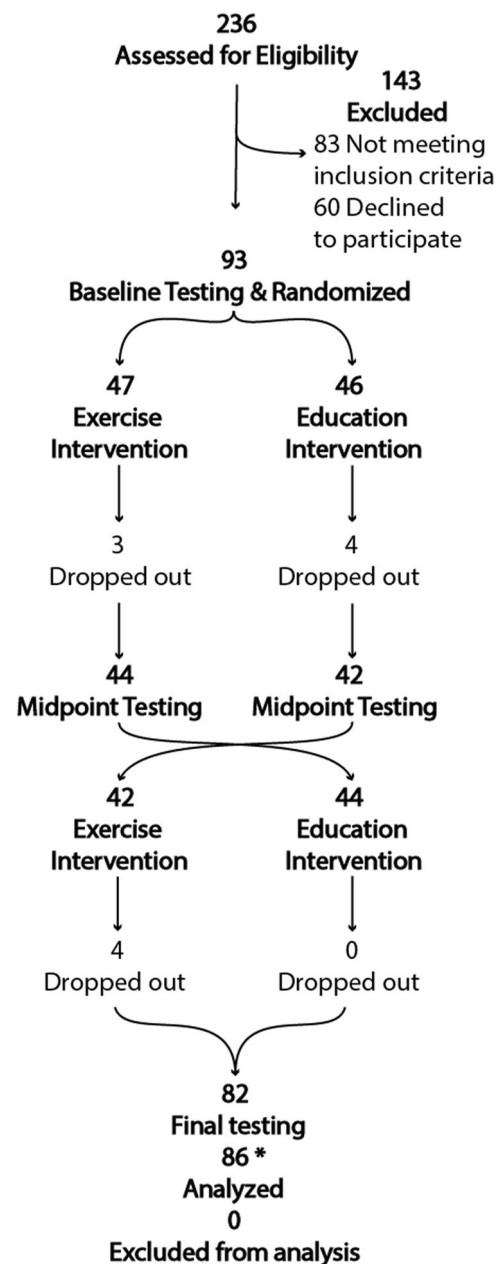 236
Assessed for Eligibility
143
Excluded
83 Not meeting
inclusion criteria
60 Declined
to participate
93
Baseline Testing & Randomized
47
Exercise
Intervention
46
Education
Intervention
3
Dropped out
4
Dropped out
44
Midpoint Testing
42
Midpoint Testing
42
Exercise
Intervention
44
Education
Intervention
4
Dropped out
0
Dropped out
82
Final testing
86 *
Analyzed
0
Excluded from analysis